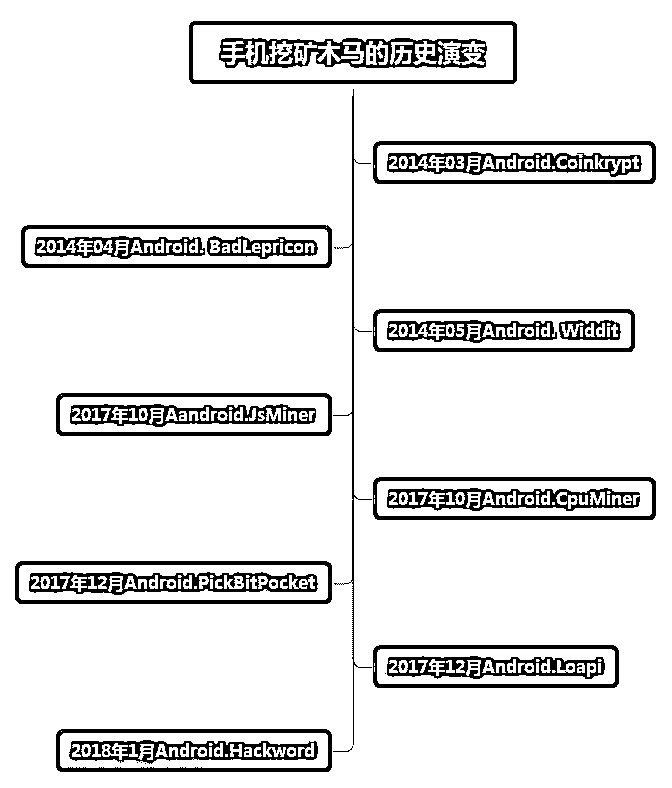 手机挖矿木马的历史演变
2014年03月Android.Coinkrypt
2014年04月Android. BadLepricon
2014年05月Android. Widdit
2017年10月Aandroid.JsMiner
2017年10月Android.CpuMiner
2017年12月Android.PickBitPocket
2017年12月Android.Loapi
2018年1月Android.Hackword